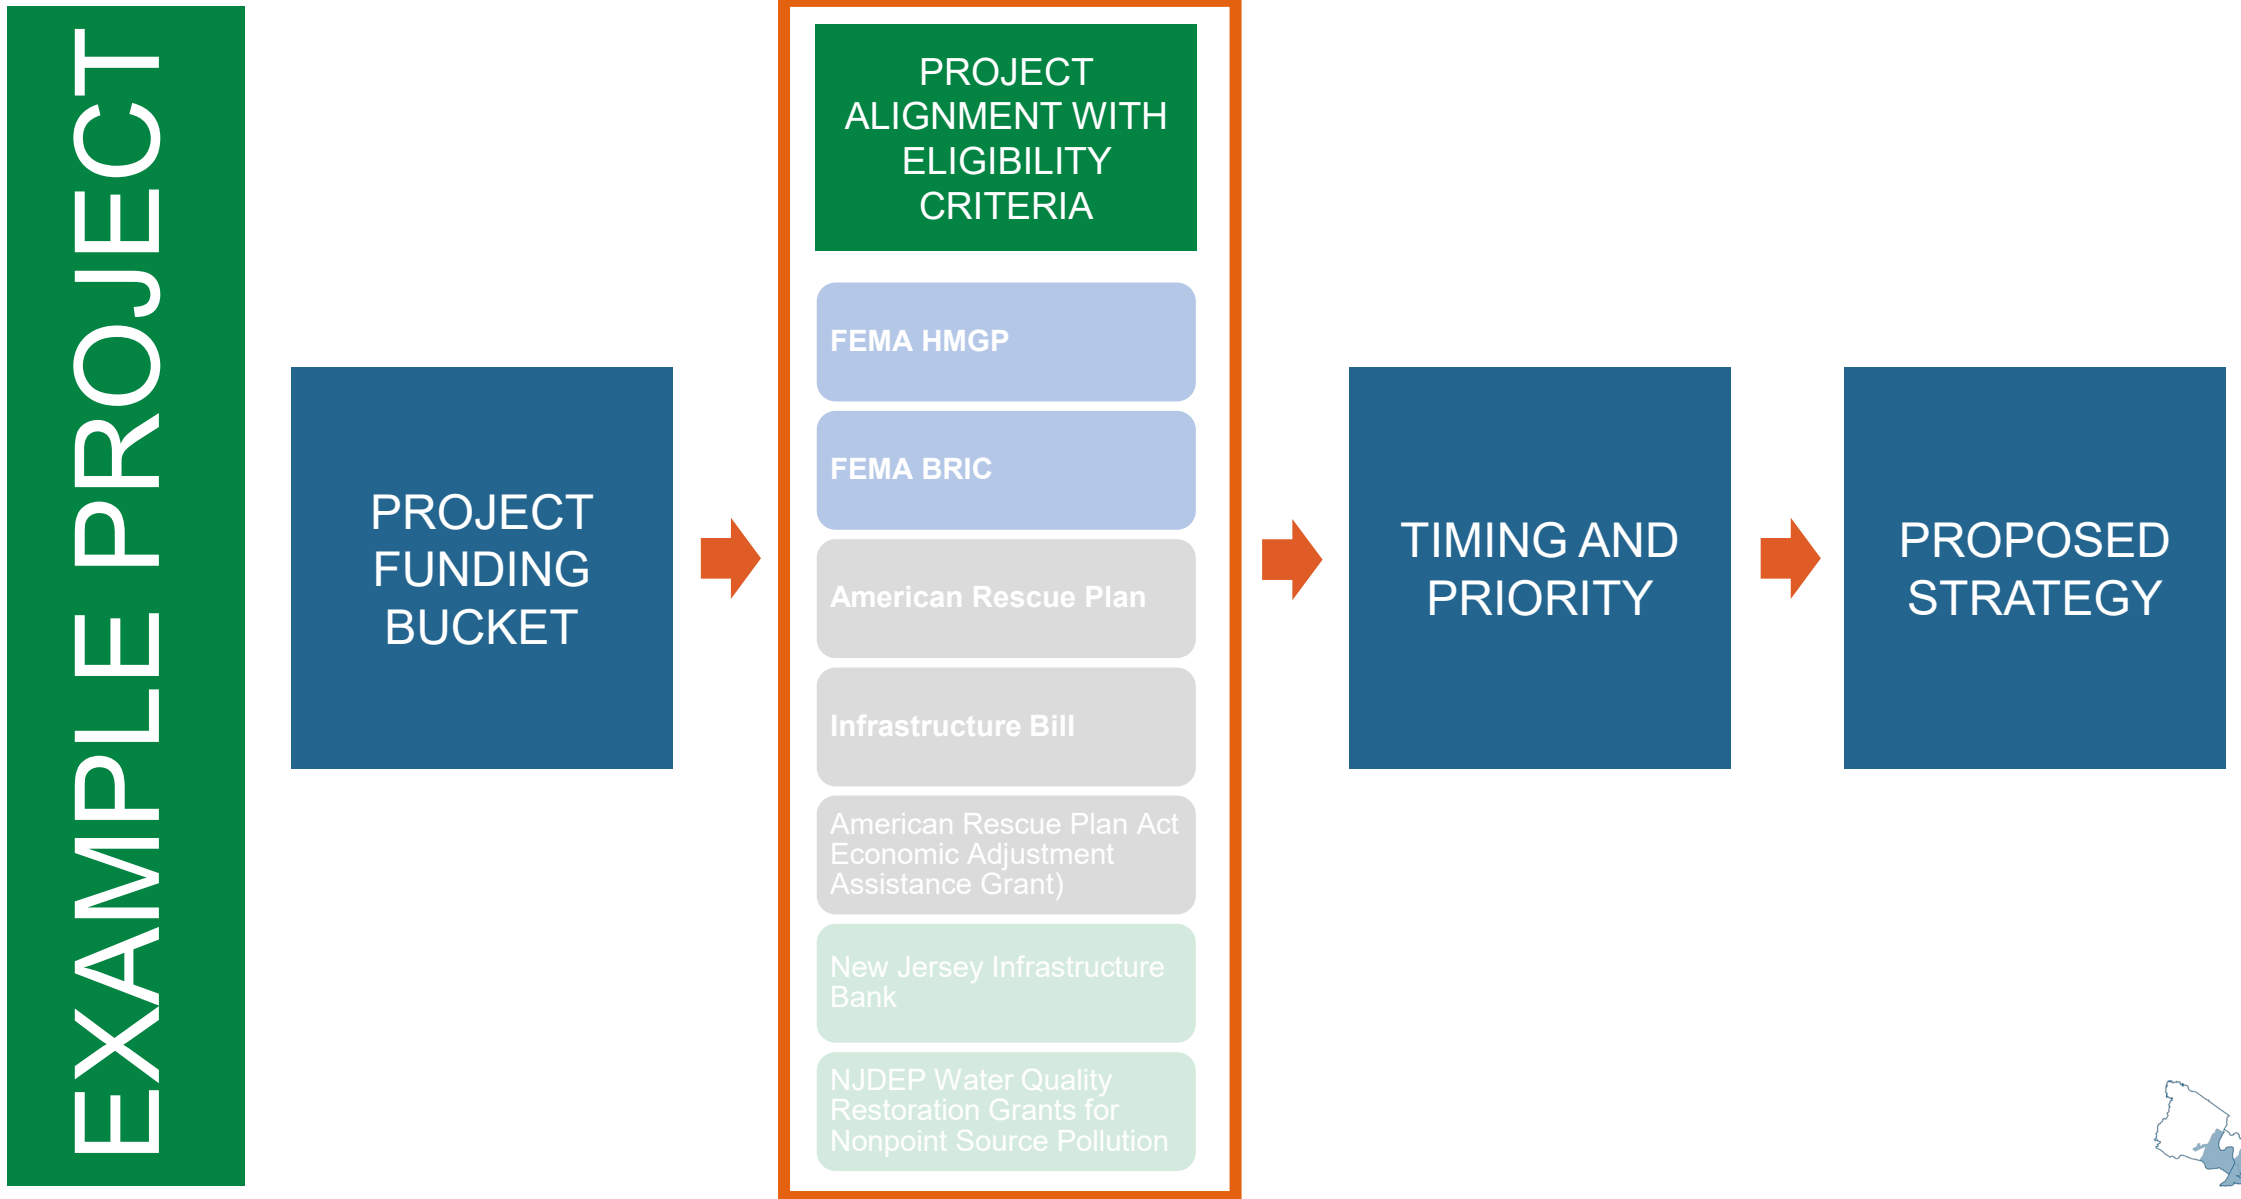 EXAMPLE PROJECT
PROJECT
FUNDING
BUCKET
PROJECT
ALIGNMENT WITH
ELIGIBILITY
CRITERIA
FEMA HMGP
FEMA BRIC
American Rescue Plan
Infrastructure Bill
American Rescue Plan Act
Economic Adjustment
Assistance Grant)
New Jersey Infrastructure
Bank
NJDEP Water Quality
Restoration Grants for
Nonpoint Source Pollution
TIMING AND
PRIORITY
PROPOSED
STRATEGY